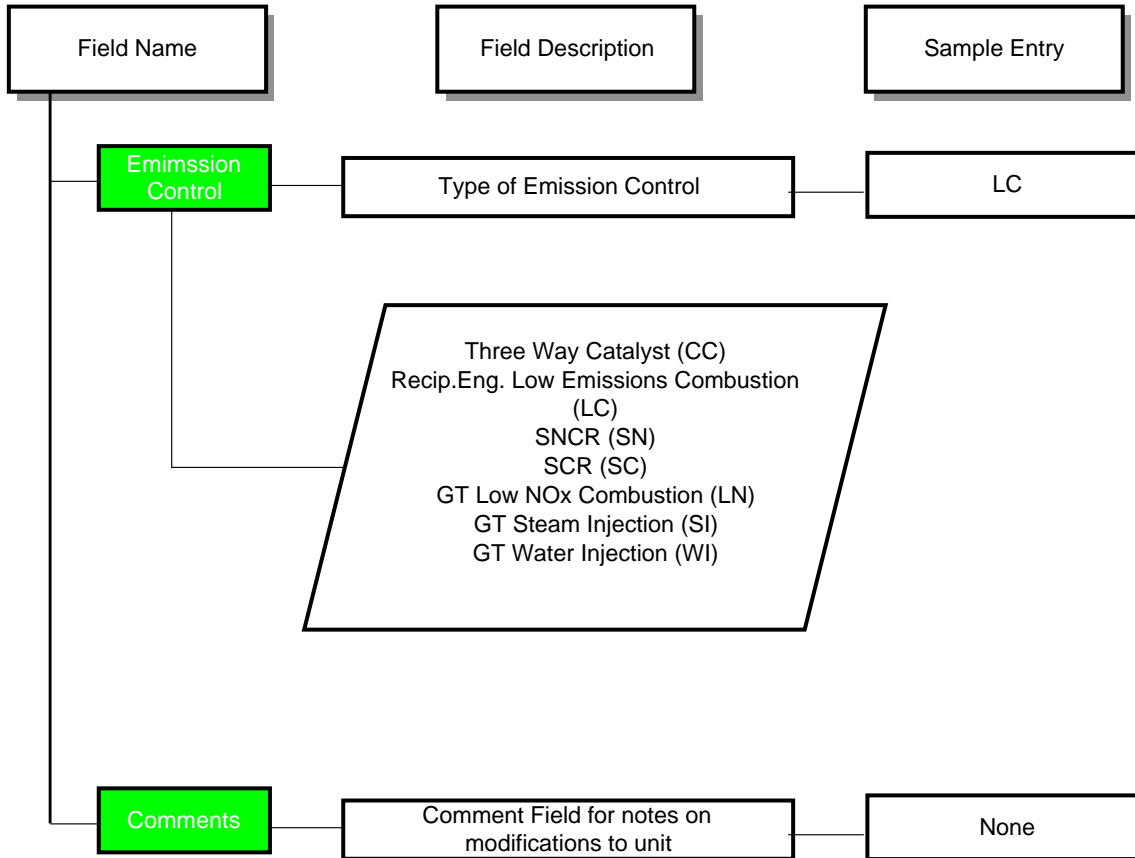 Field Name
Field Description
Sample Entry
Emimssion
Control
Type of Emission Control
LC
Three Way Catalyst (CC)
Recip.Eng. Low Emissions Combustion
(LC)
SNCR (SN)
SCR (SC)
GT Low NOx Combustion (LN)
GT Steam Injection (SI)
GT Water Injection (WI)
Comments
Comment Field for notes on
modifications to unit
None